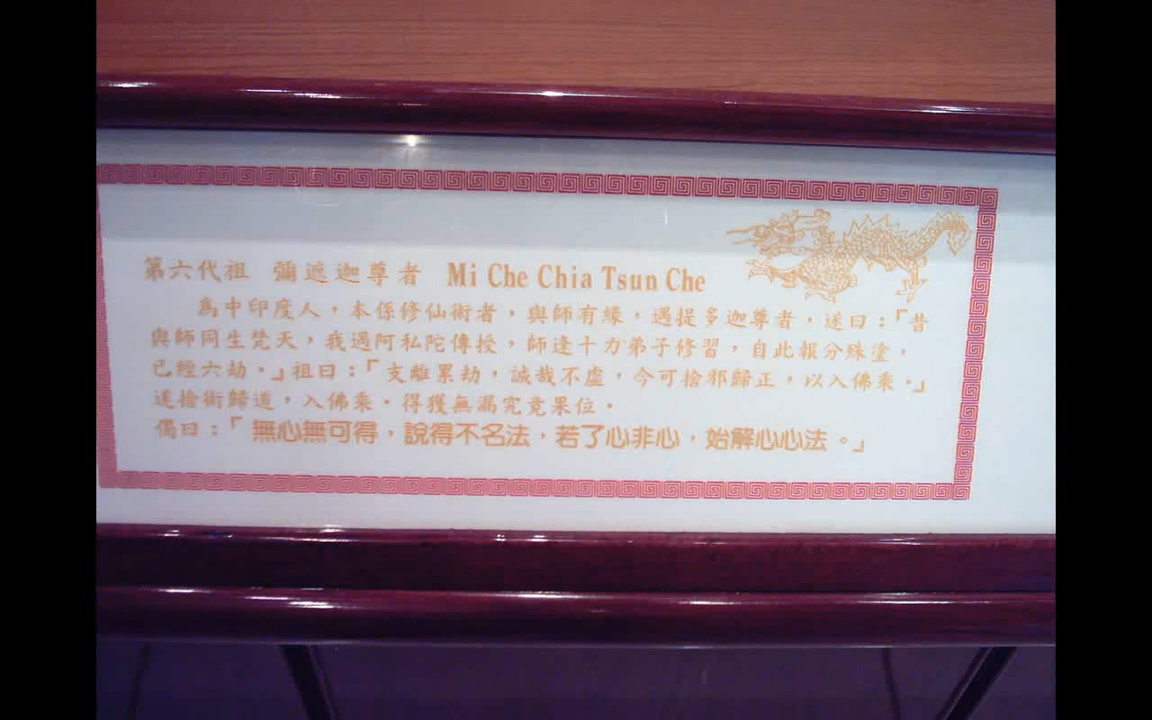 第六代祖 彌遮迦尊者 Mi Che Chia Tsun Che
為中印度人，本係修仙術者，與師有緣，遇提多迦尊者，遂曰：「昔
與師同生梵天，我遇阿私陀傳授，師逢十力弟子修習，自此報分殊塗，
已經六劫。」祖曰：「支離累劫，誠哉不虛，今可捨邪歸正，以入佛乘。」
遂捨術歸道，入佛乘。得獲無漏究竟果位。
偈曰：「無心無可得，說得不名法，若了心非心，始解心心法。」